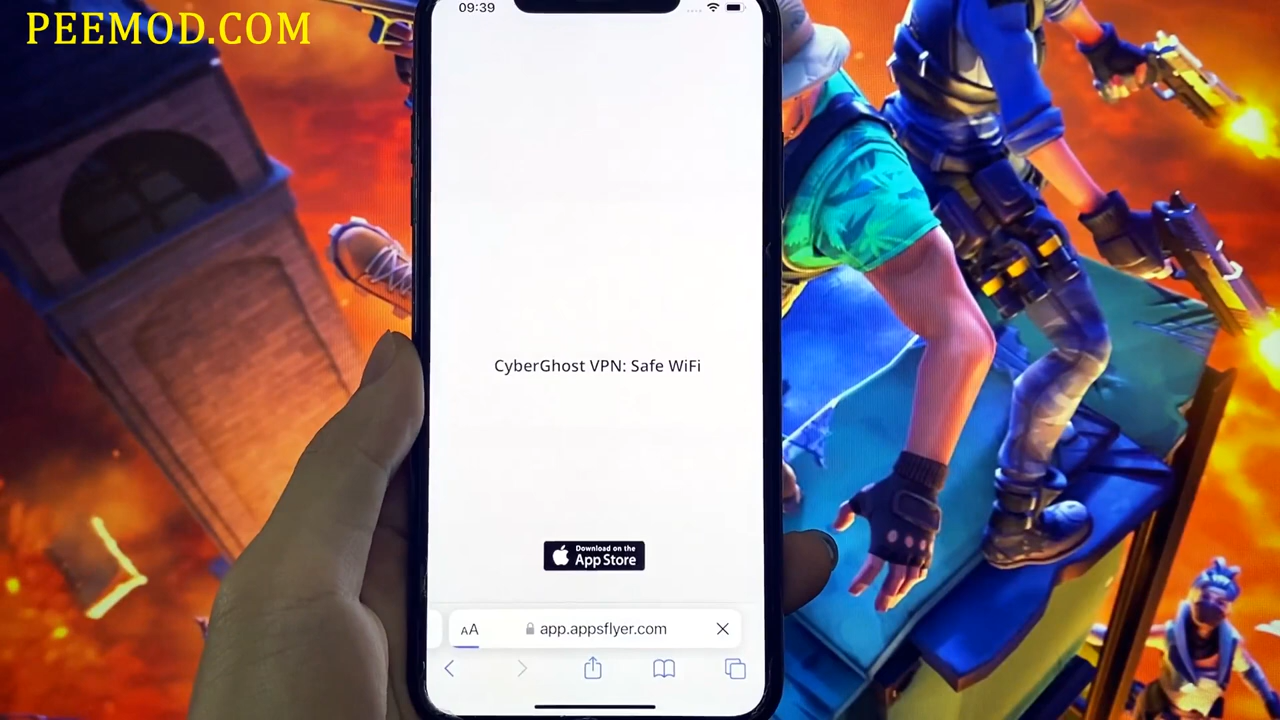 PEEMOD.COM
09:39
CyberGhost VPN: Safe WiFi
Download on the
App Store
AA
app.appsflyer.com